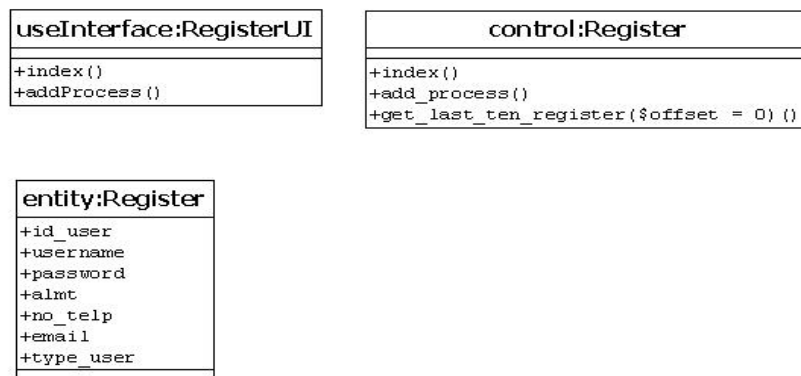 useInterface:RegisterUI
+index()
+addProcess()
control:Register
+index()
+add_process()
+get_last_ten_register($offset = 0)()
entity:Register
+id_user
+username
+password
+almt
+no_telp
+email
+type_user